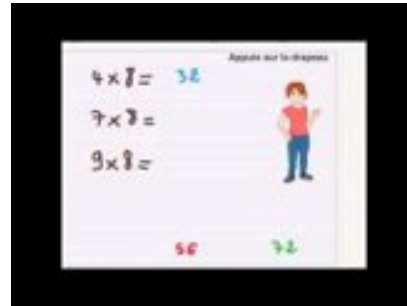 Appuie sur le drapeau
4 x 8 = 32
7 x 8 =
9 x 8 =
56 72